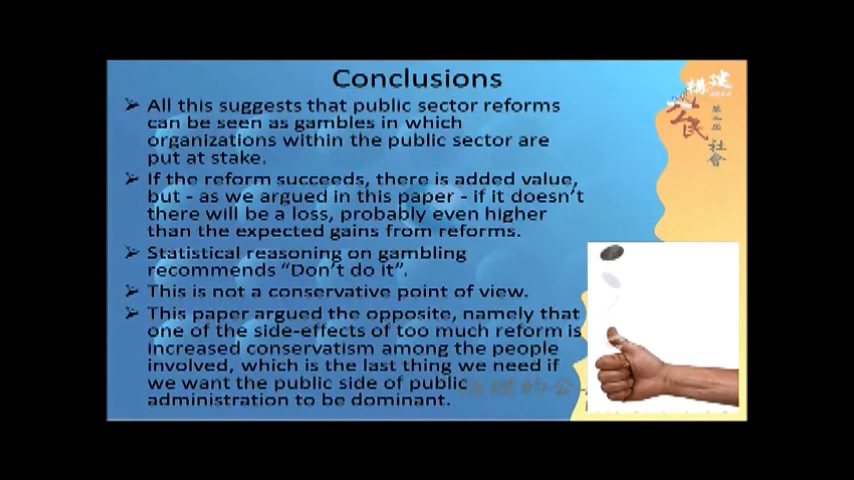 Conclusions
➢ All this suggests that public sector reforms
can be seen as gambles in which
organizations within the public sector are
put at stake.
➢ If the reform succeeds, there is added value,
but - as we argued in this paper - if it doesn't
there will be a loss, probably even higher
than the expected gains from reforms.
➢ Statistical reasoning on gambling
recommends “Don't do it”.
➢ This is not a conservative point of view.
➢ This paper argued the opposite, namely that
one of the side-effects of too much reform is
increased conservatism among the people
involved, which is the last thing we need if
we want the public side of public
administration to be dominant.
公民
社會